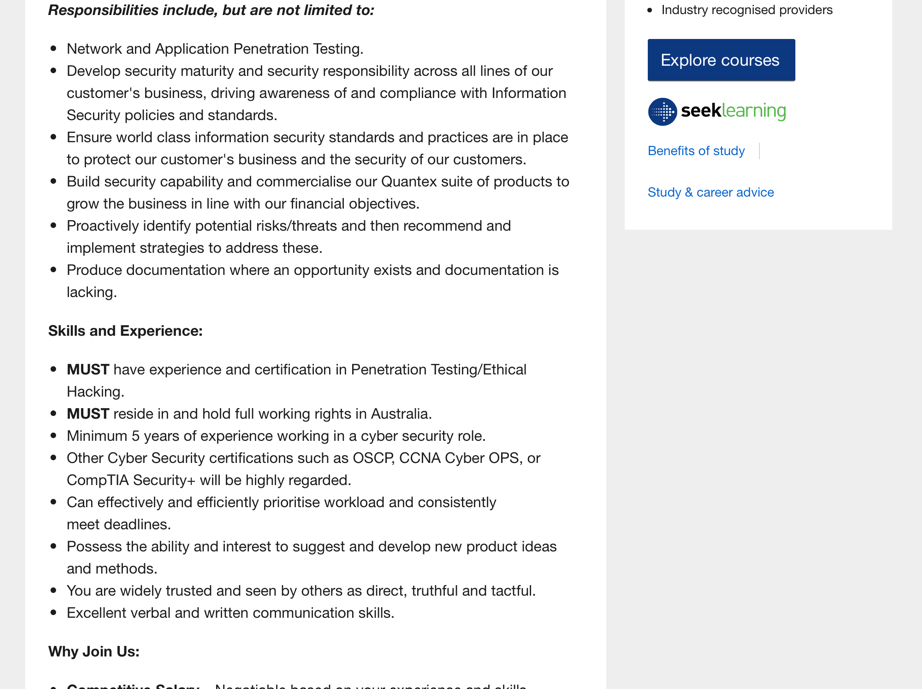 Responsibilities include, but are not limited to:
• Network and Application Penetration Testing.
• Develop security maturity and security responsibility across all lines of our
customer's business, driving awareness of and compliance with Information
Security policies and standards.
• Ensure world class information security standards and practices are in place
to protect our customer's business and the security of our customers.
• Build security capability and commercialise our Quantex suite of products to
grow the business in line with our financial objectives.
• Proactively identify potential risks/threats and then recommend and
implement strategies to address these.
• Produce documentation where an opportunity exists and documentation is
lacking.
Skills and Experience:
• MUST have experience and certification in Penetration Testing/Ethical
Hacking.
• MUST reside in and hold full working rights in Australia.
• Minimum 5 years of experience working in a cyber security role.
• Other Cyber Security certifications such as OSCP, CCNA Cyber OPS, or
CompTIA Security+ will be highly regarded.
• Can effectively and efficiently prioritise workload and consistently
meet deadlines.
• Possess the ability and interest to suggest and develop new product ideas
and methods.
• You are widely trusted and seen by others as direct, truthful and tactful.
• Excellent verbal and written communication skills.
Why Join Us:
• Competitive Salary – Negotiable based on your experience and skills
• Industry recognised providers
Explore courses
seeklearning
Benefits of study
Study & career advice